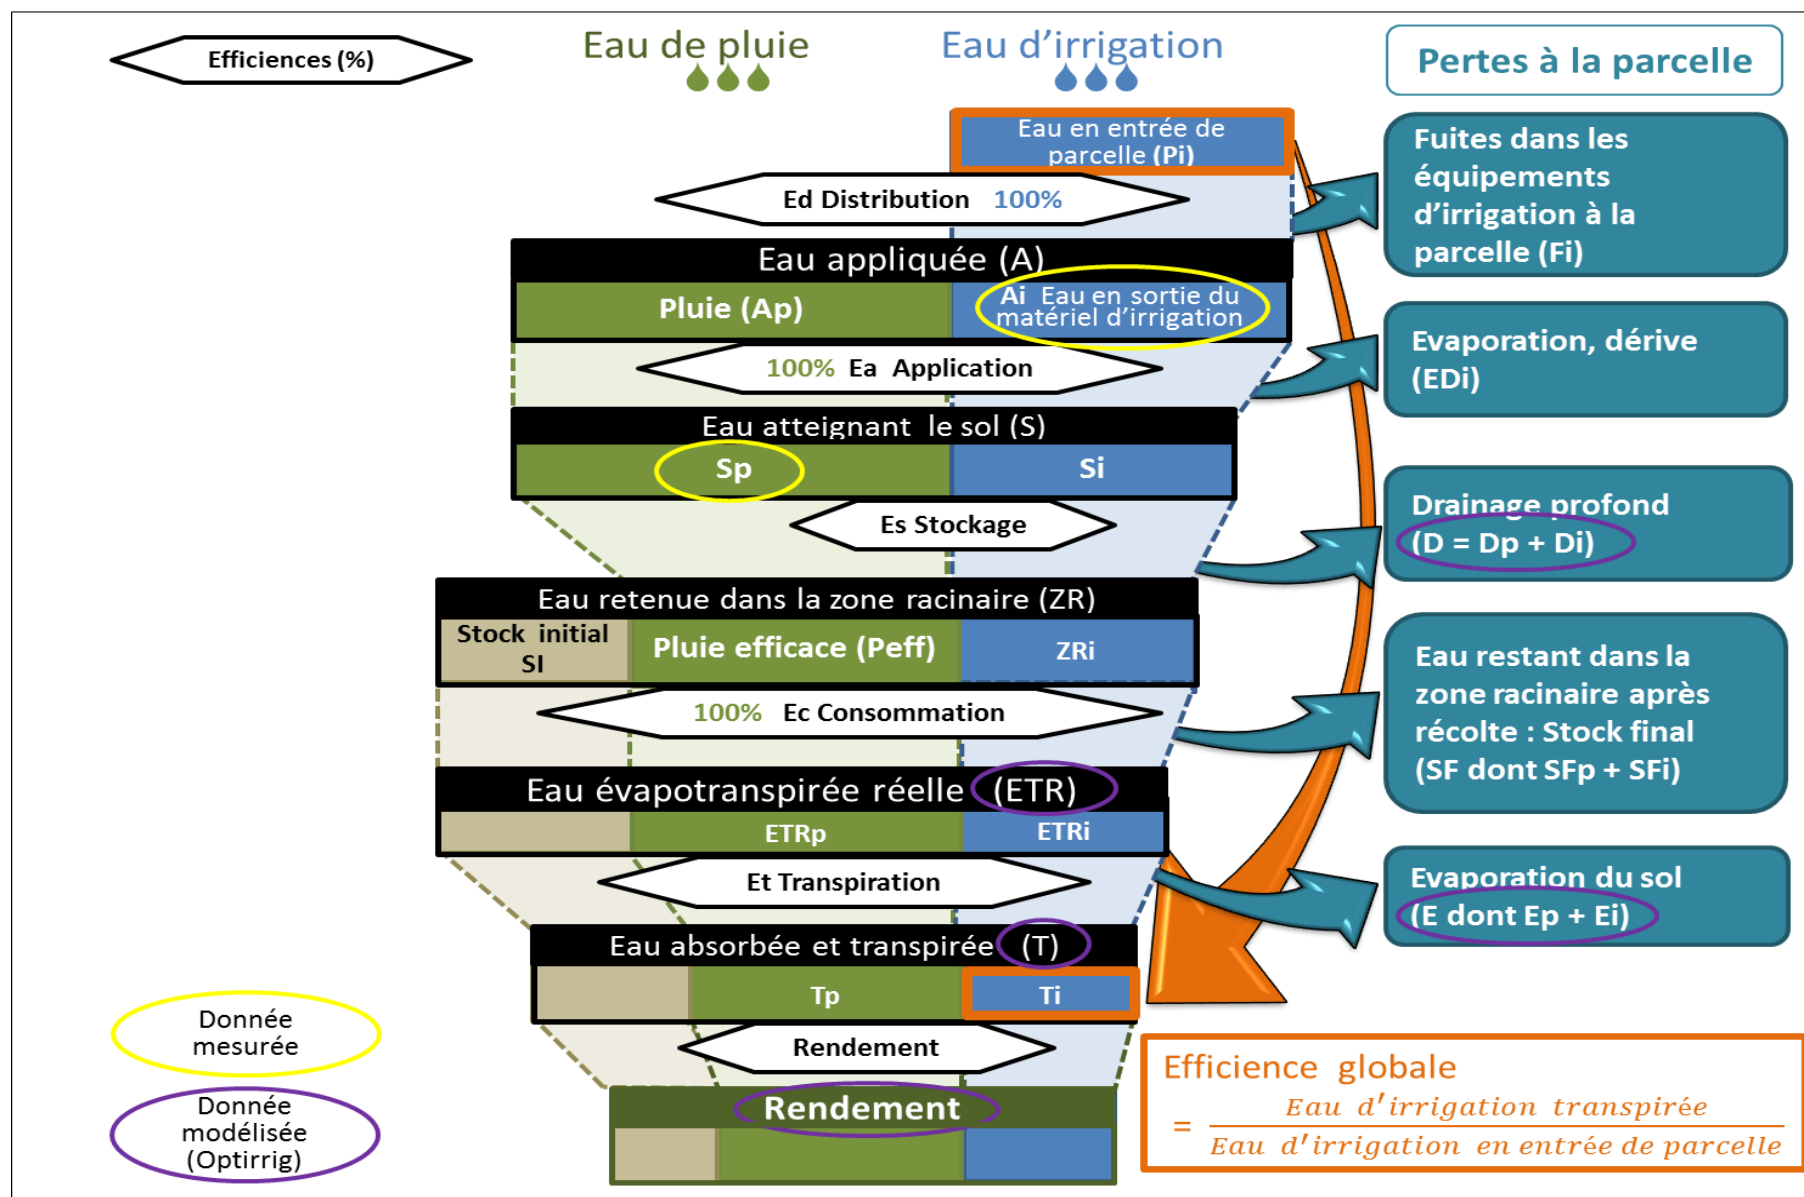 Efficiences (%)
Eau de pluie
Eau d’irrigation
Pertes à la parcelle
Eau en entrée de
parcelle (Pi)
Fuites dans les
équipements
d’irrigation à la
parcelle (Fi)
Ed Distribution 100%
Eau appliquée (A)
Pluie (Ap)
Ai Eau en sortie du
matériel d’irrigation
Evaporation, dérive
(EDi)
100% Ea Application
Eau atteignant le sol (S)
Sp
Si
Es Stockage
Drainage profond
(D = Dp + Di)
Eau retenue dans la zone racinaire (ZR)
Stock initial
SI
Pluie efficace (Peff)
ZRi
Eau restant dans la
zone racinaire après
récolte : Stock final
(SF dont SFp + SFi)
100% Ec Consommation
Eau évapotranspirée réelle (ETR)
ETRp
ETRi
Et Transpiration
Evaporation du sol
(E dont Ep + Ei)
Eau absorbée et transpirée (T)
Tp
Ti
Rendement
Rendement
Donnée
mesurée
Donnée
modélisée
(Optirrig)
Efficience globale
= Eau d'irrigation transpirée
Eau d'irrigation en entrée de parcelle